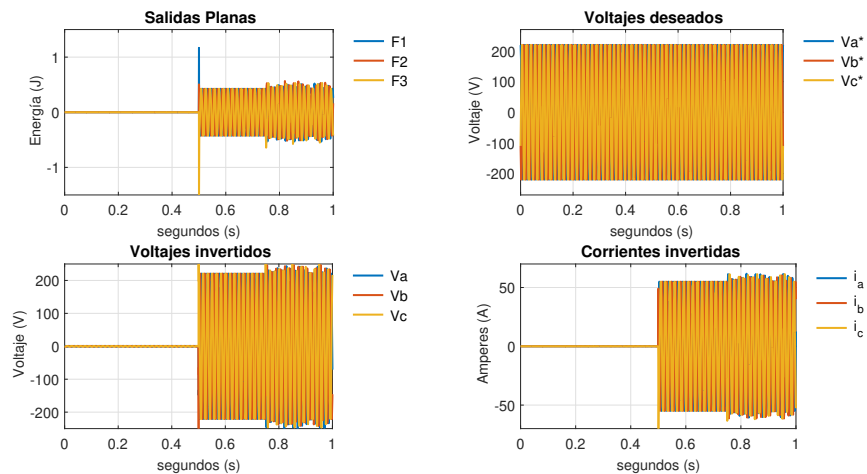 Salidas Planas
1
0
-1
Energía (J)
0 0.2 0.4 0.6 0.8 1
segundos (s)
F1
F2
F3
Voltajes deseados
200
100
0
-100
-200
Voltaje (V)
0 0.2 0.4 0.6 0.8 1
segundos (s)
Va*
Vb*
Vc*
Voltajes invertidos
200
100
0
-100
-200
Voltaje (V)
0 0.2 0.4 0.6 0.8 1
segundos (s)
Va
Vb
Vc
Corrientes invertidas
50
0
-50
Amperes (A)
0 0.2 0.4 0.6 0.8 1
segundos (s)
i_a
i_b
i_c